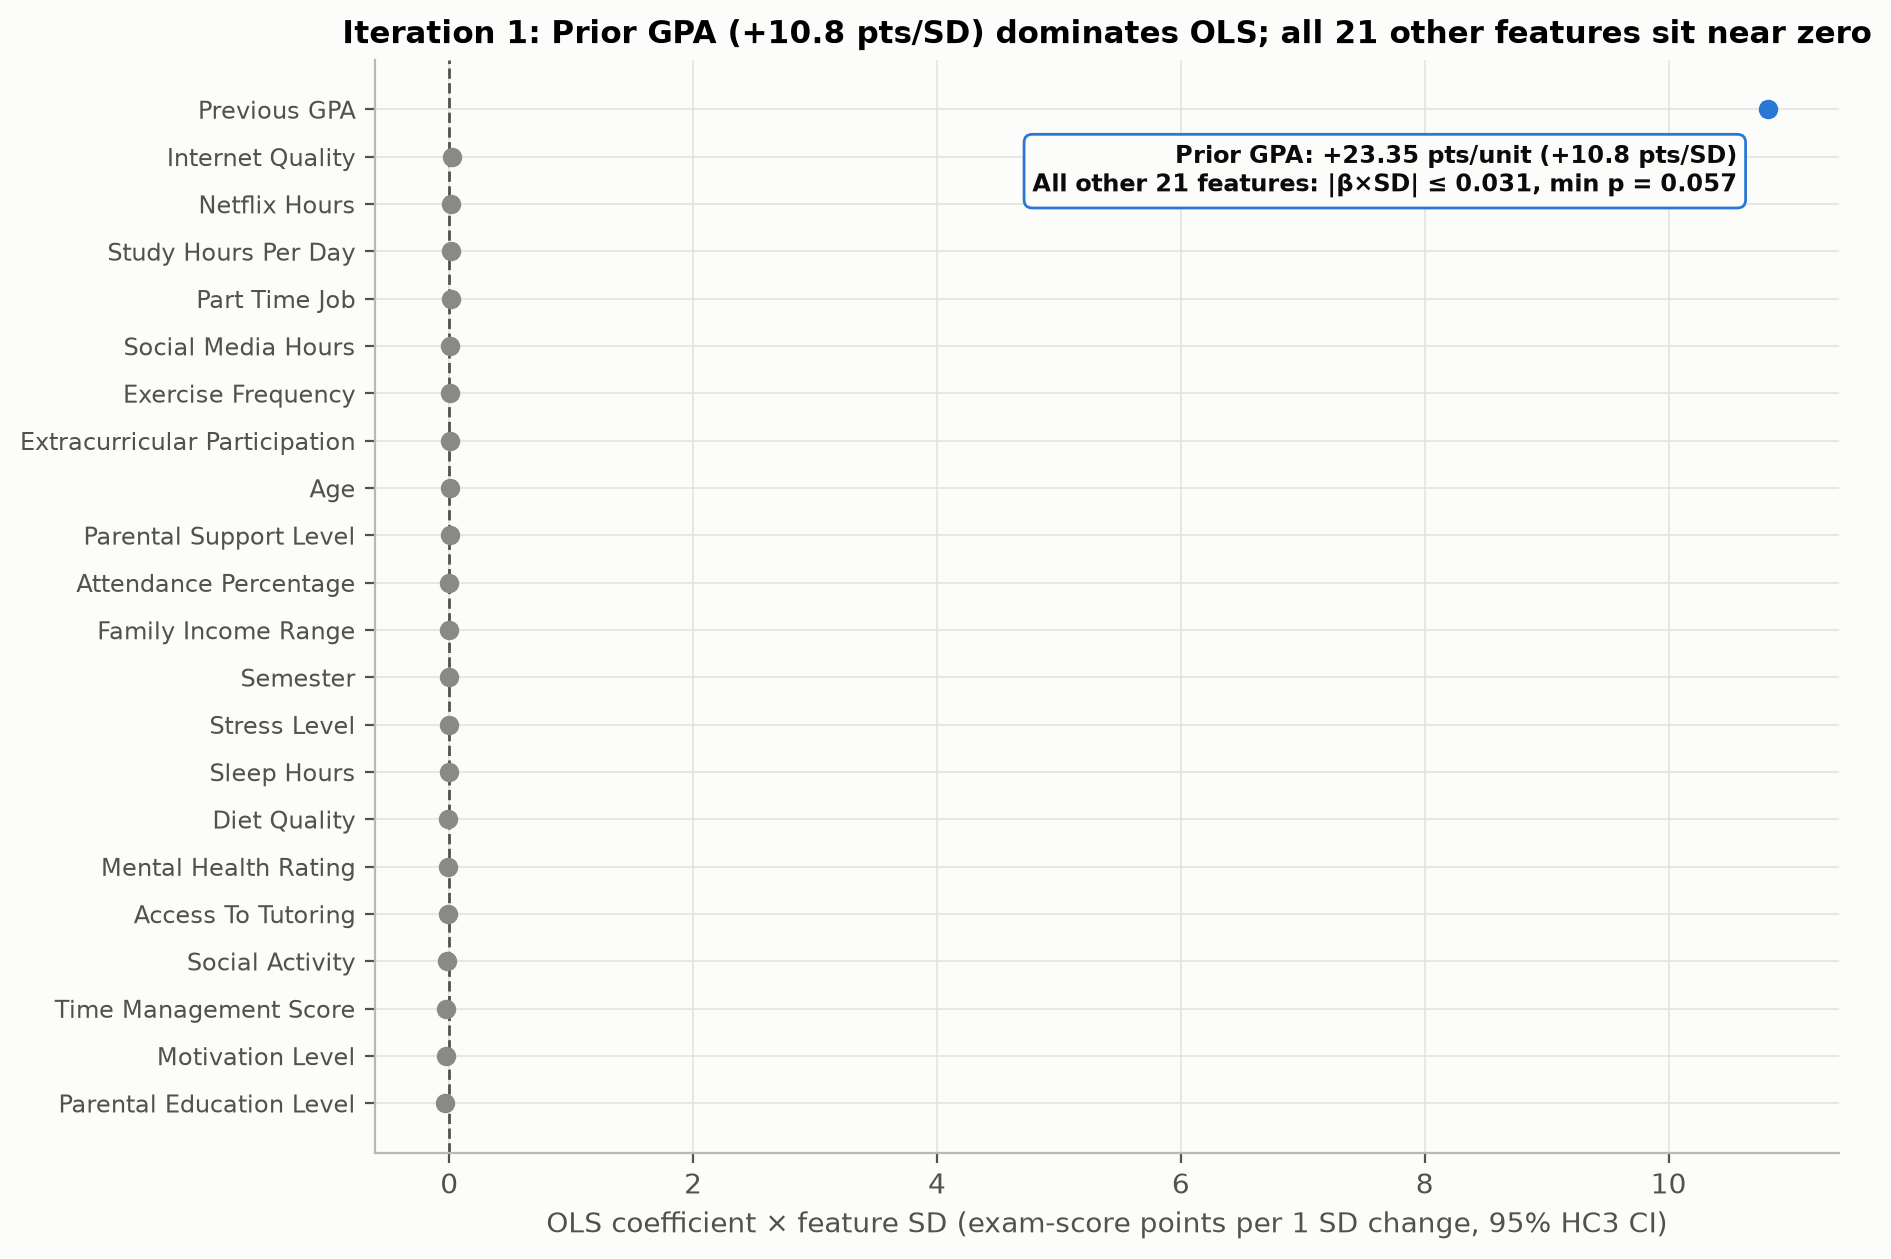 Iteration 1: Prior GPA (+10.8 pts/SD) dominates OLS; all 21 other features sit near zero
Previous GPA
Internet Quality
Prior GPA: +23.35 pts/unit (+10.8 pts/SD)
All other 21 features: |β×SD| ≤ 0.031, min p = 0.057
Netflix Hours
Study Hours Per Day
Part Time Job
Social Media Hours
Exercise Frequency
Extracurricular Participation
Age
Parental Support Level
Attendance Percentage
Family Income Range
Semester
Stress Level
Sleep Hours
Diet Quality
Mental Health Rating
Access To Tutoring
Social Activity
Time Management Score
Motivation Level
Parental Education Level
0 2 4 6 8 10
OLS coefficient × feature SD (exam-score points per 1 SD change, 95% HC3 CI)